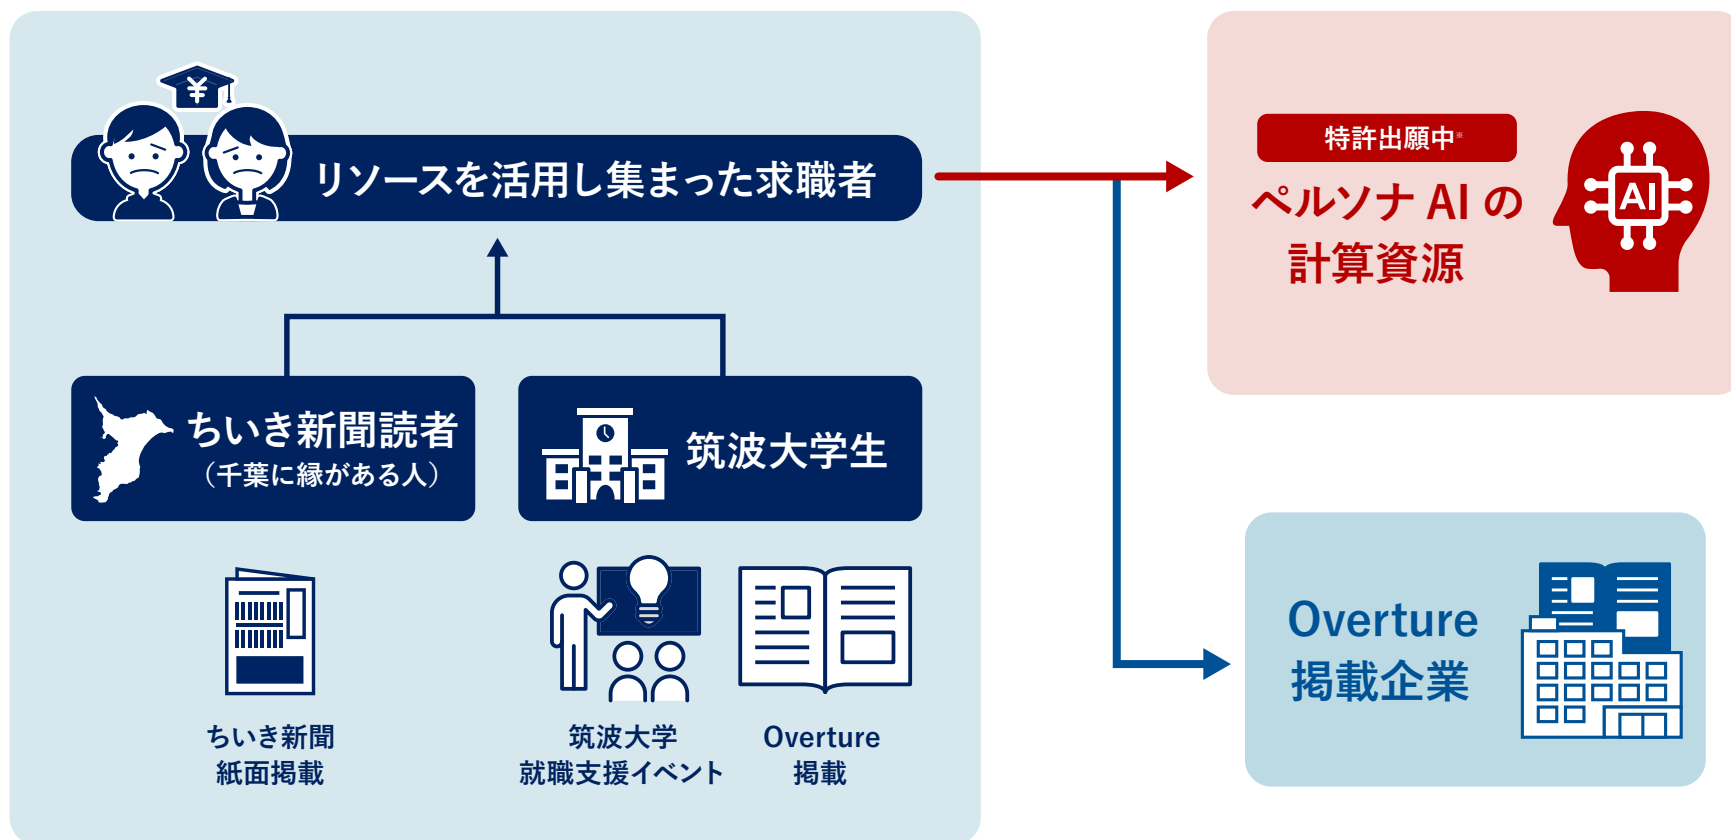 ¥
リソースを活用し集まった求職者
ちいき新聞読者
（千葉に縁がある人）
筑波大学生
ちいき新聞
紙面掲載
筑波大学
就職支援イベント
Overture
掲載
特許出願中※
ペルソナ AI の
計算資源
AI
Overture
掲載企業